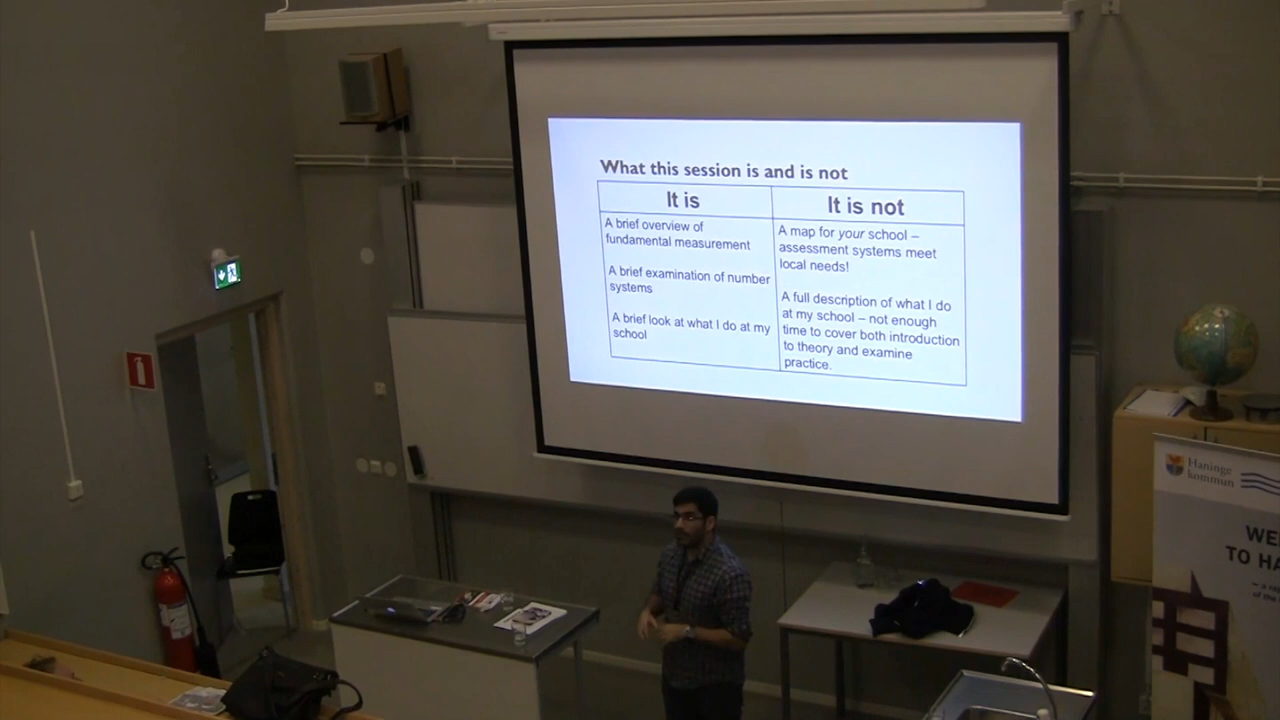 What this session is and is not
It is
It is not
A brief overview of
fundamental measurement
A brief examination of number
systems
A brief look at what I do at my
school
A map for your school –
assessment systems meet
local needs!
A full description of what I do
at my school – not enough
time to cover both introduction
to theory and examine
practice.
Haninge
kommun
WE
TO HA
of the